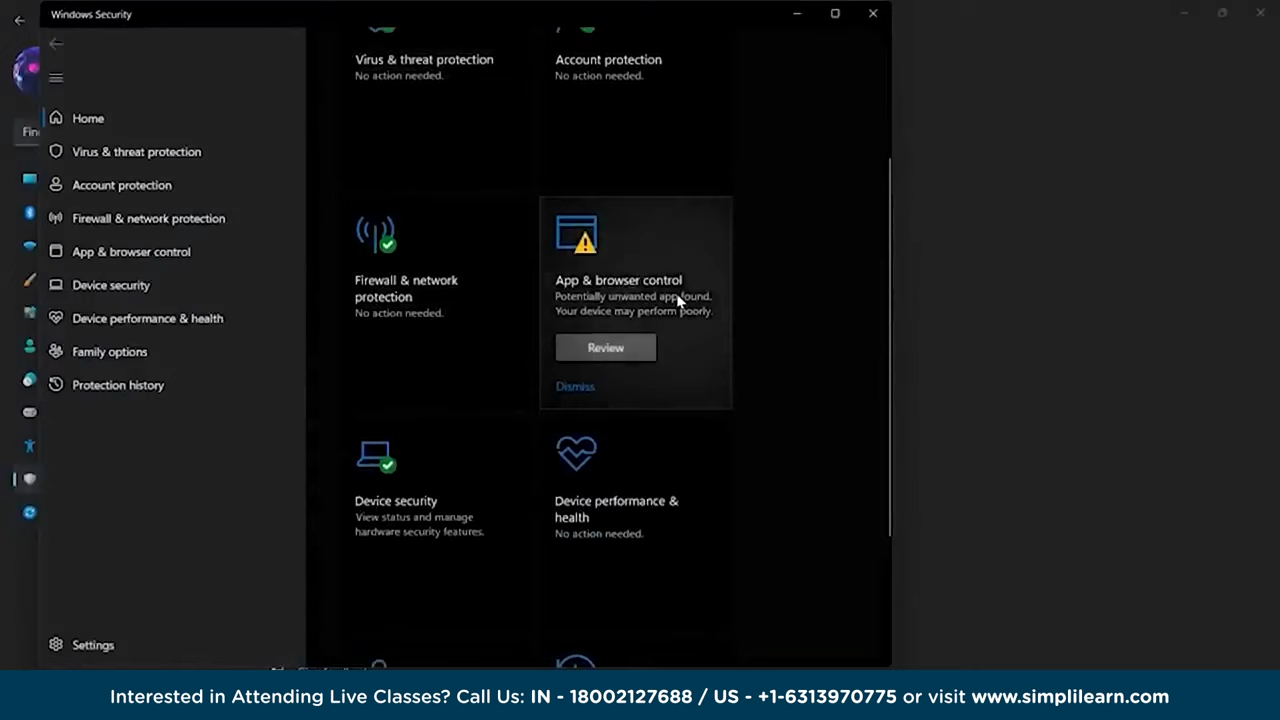 Windows Security
Fin
Home
Virus & threat protection
Account protection
Firewall & network protection
App & browser control
Device security
Device performance & health
Family options
Protection history
Settings
Virus & threat protection
No action needed.
Account protection
No action needed.
Firewall & network
protection
No action needed.
App & browser control
Potentially unwanted app found.
Your device may perform poorly.
Review
Dismiss
Device security
View status and manage
hardware security features.
Device performance &
health
No action needed.
Interested in Attending Live Classes? Call Us: IN - 18002127688 / US - +1-6313970775 or visit www.simplilearn.com